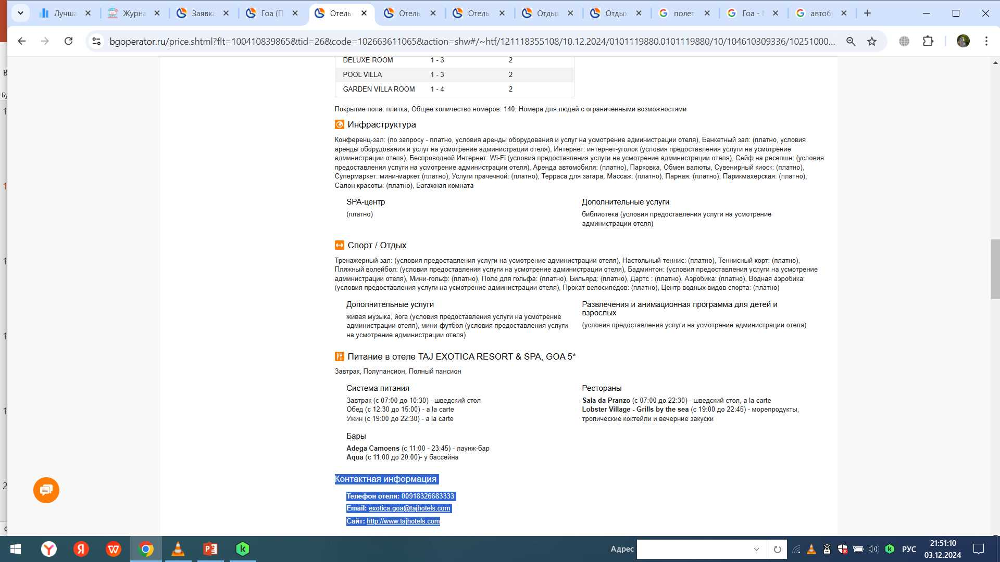 Лучша
Журна
Заявка
Гоа (П
Отель
Отель
Отель
Отдых
Отдых
полет
Гоа -
автобу
bgoperator.ru/price.shtml?flt=100410839865&tid=26&code=102663611065&action=shw#/~htf/121118355108/10.12.2024/0101119880.0101119880/10/104610309336/10251000...
DELUXE ROOM 1 - 3 2
POOL VILLA 1 - 3 2
GARDEN VILLA ROOM 1 - 4 2
Покрытие пола: плитка, Общее количество номеров: 140, Номера для людей с ограниченными возможностями
Инфраструктура
Конференц-зал: (по запросу - платно, условия аренды оборудования и услуг на усмотрение администрации отеля), Банкетный зал: (платно, условия
аренды оборудования и услуг на усмотрение администрации отеля), Интернет: интернет-уголок (условия предоставления услуги на усмотрение
администрации отеля), Беспроводной Интернет: Wi-Fi (условия предоставления услуги на усмотрение администрации отеля), Сейф на ресепшн: (условия
предоставления услуги на усмотрение администрации отеля), Аренда автомобиля: (платно), Парковка, Обмен валюты, Сувенирный киоск: (платно),
Супермаркет: мини-маркет (платно), Услуги прачечной: (платно), Терраса для загара, Массаж: (платно), Парная: (платно), Парикмахерская: (платно),
Салон красоты: (платно), Багажная комната
SPA-центр
(платно)
Дополнительные услуги
библиотека (условия предоставления услуги на усмотрение
администрации отеля)
Спорт / Отдых
Тренажерный зал: (условия предоставления услуги на усмотрение администрации отеля), Настольный теннис: (платно), Теннисный корт: (платно),
Пляжный волейбол: (условия предоставления услуги на усмотрение администрации отеля), Бадминтон: (условия предоставления услуги на усмотрение
администрации отеля), Мини-гольф: (платно), Поле для гольфа: (платно), Бильярд: (платно), Дартс : (платно), Аэробика: (платно), Водная аэробика:
(условия предоставления услуги на усмотрение администрации отеля), Прокат велосипедов: (платно), Центр водных видов спорта: (платно)
Дополнительные услуги
живая музыка, йога (условия предоставления услуги на усмотрение
администрации отеля), мини-футбол (условия предоставления услуги
на усмотрение администрации отеля)
Развлечения и анимационная программа для детей и
взрослых
(условия предоставления услуги на усмотрение администрации отеля)
Питание в отеле TAJ EXOTICA RESORT & SPA, GOA 5*
Завтрак, Полупансион, Полный пансион
Система питания
Завтрак (с 07:00 до 10:30) - шведский стол
Обед (с 12:30 до 15:00) - a la carte
Ужин (с 19:00 до 22:30) - a la carte
Рестораны
Sala da Pranzo (с 07:00 до 22:30) - шведский стол, a la carte
Lobster Village - Grills by the sea (с 19:00 до 22:45) - морепродукты,
тропические коктейли и вечерние закуски
Бары
Adega Camoens (с 11:00 - 23:45) - лаунж-бар
Aqua (с 11:00 до 20:00)- у бассейна
Контактная информация
Телефон отеля: 00918326683333
Email: exotica.goa@tajhotels.com
Сайт: http://www.tajhotels.com
Адрес
РУС
21:51:10
03.12.2024